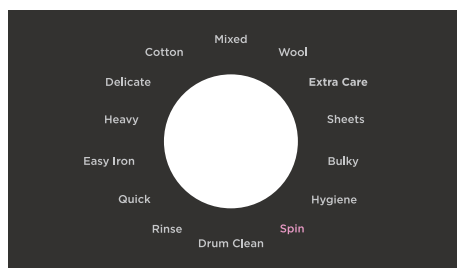 Mixed
Cotton
Wool
Delicate
Extra Care
Heavy
Sheets
Easy Iron
Bulky
Quick
Hygiene
Rinse
Spin
Drum Clean